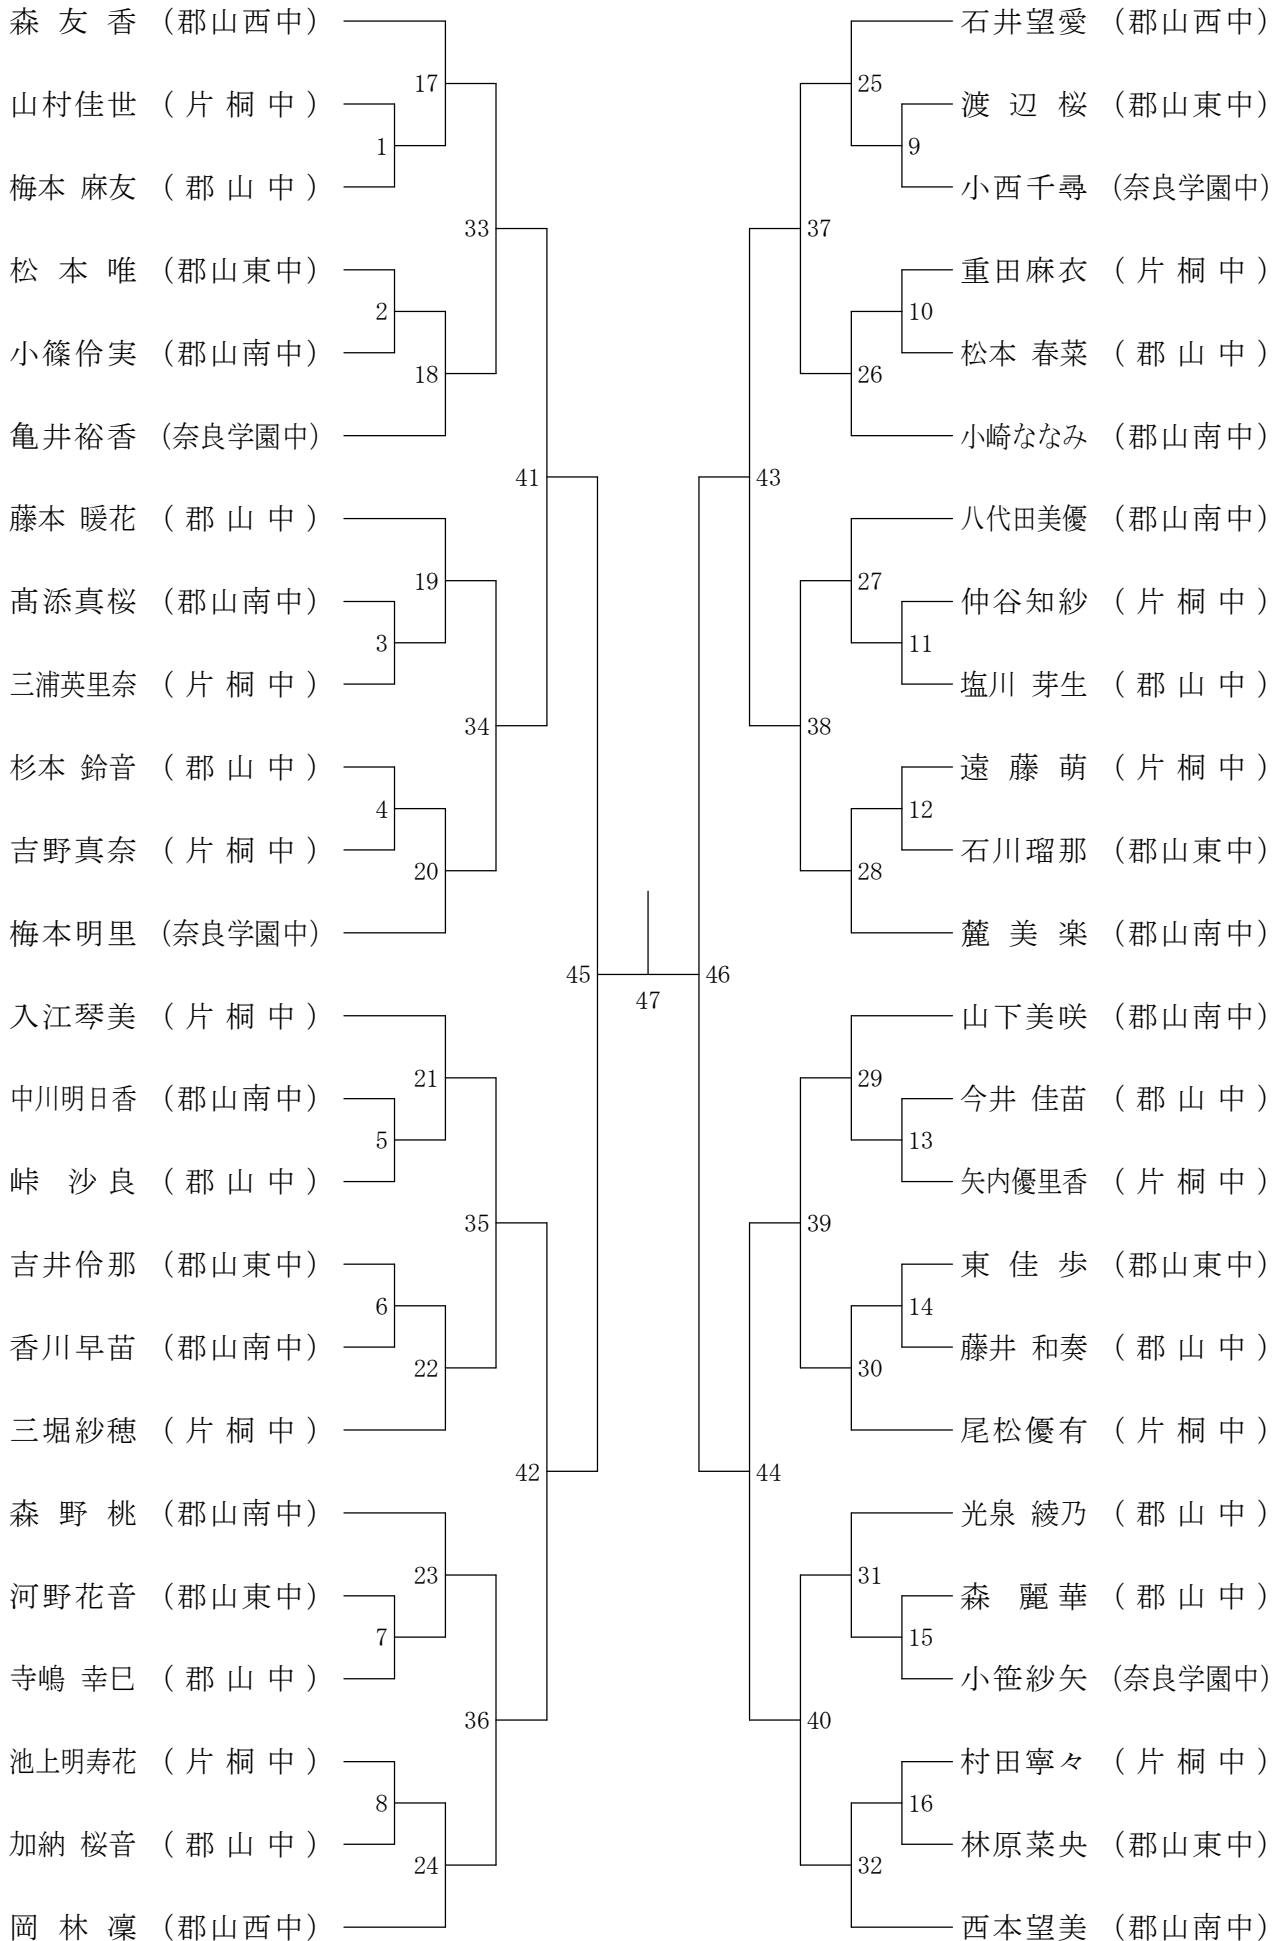 森 友 香 （郡山西中）
山村佳世 （ 片 桐 中 ）
梅本 麻友 （ 郡 山 中 ）
松 本 唯 （郡山東中）
小篠伶実 （郡山南中）
亀井裕香 （奈良学園中）
藤本 暖花 （ 郡 山 中 ）
髙添真桜 （郡山南中）
三浦英里奈 （ 片 桐 中 ）
杉本 鈴音 （ 郡 山 中 ）
吉野真奈 （ 片 桐 中 ）
梅本明里 （奈良学園中）
入江琴美 （ 片 桐 中 ）
中川明日香 （郡山南中）
峠 沙良 （ 郡 山 中 ）
吉井伶那 （郡山東中）
香川早苗 （郡山南中）
三堀紗穂 （ 片 桐 中 ）
森 野 桃 （郡山南中）
河野花音 （郡山東中）
寺嶋 幸巳 （ 郡 山 中 ）
池上明寿花 （ 片 桐 中 ）
加納 桜音 （ 郡 山 中 ）
岡 林 凜 （郡山西中）
1
2
3
4
5
6
7
8
17
18
19
20
21
22
23
24
33
34
35
36
41
42
45
47
46
43
44
37
38
39
40
25
26
27
28
29
30
31
32
9
10
11
12
13
14
15
16
石井望愛 （郡山西中）
渡 辺 桜 （郡山東中）
小西千尋 （奈良学園中）
重田麻衣 （ 片 桐 中 ）
松本 春菜 （ 郡 山 中 ）
小崎ななみ （郡山南中）
八代田美優 （郡山南中）
仲谷知紗 （ 片 桐 中 ）
塩川 芽生 （ 郡 山 中 ）
遠 藤 萌 （ 片 桐 中 ）
石川瑠那 （郡山東中）
麓 美 楽 （郡山南中）
山下美咲 （郡山南中）
今井 佳苗 （ 郡 山 中 ）
矢内優里香 （ 片 桐 中 ）
東 佳 歩 （郡山東中）
藤井 和奏 （ 郡 山 中 ）
尾松優有 （ 片 桐 中 ）
光泉 綾乃 （ 郡 山 中 ）
森 麗華 （ 郡 山 中 ）
小笹紗矢 （奈良学園中）
村田寧々 （ 片 桐 中 ）
林原菜央 （郡山東中）
西本望美 （郡山南中）